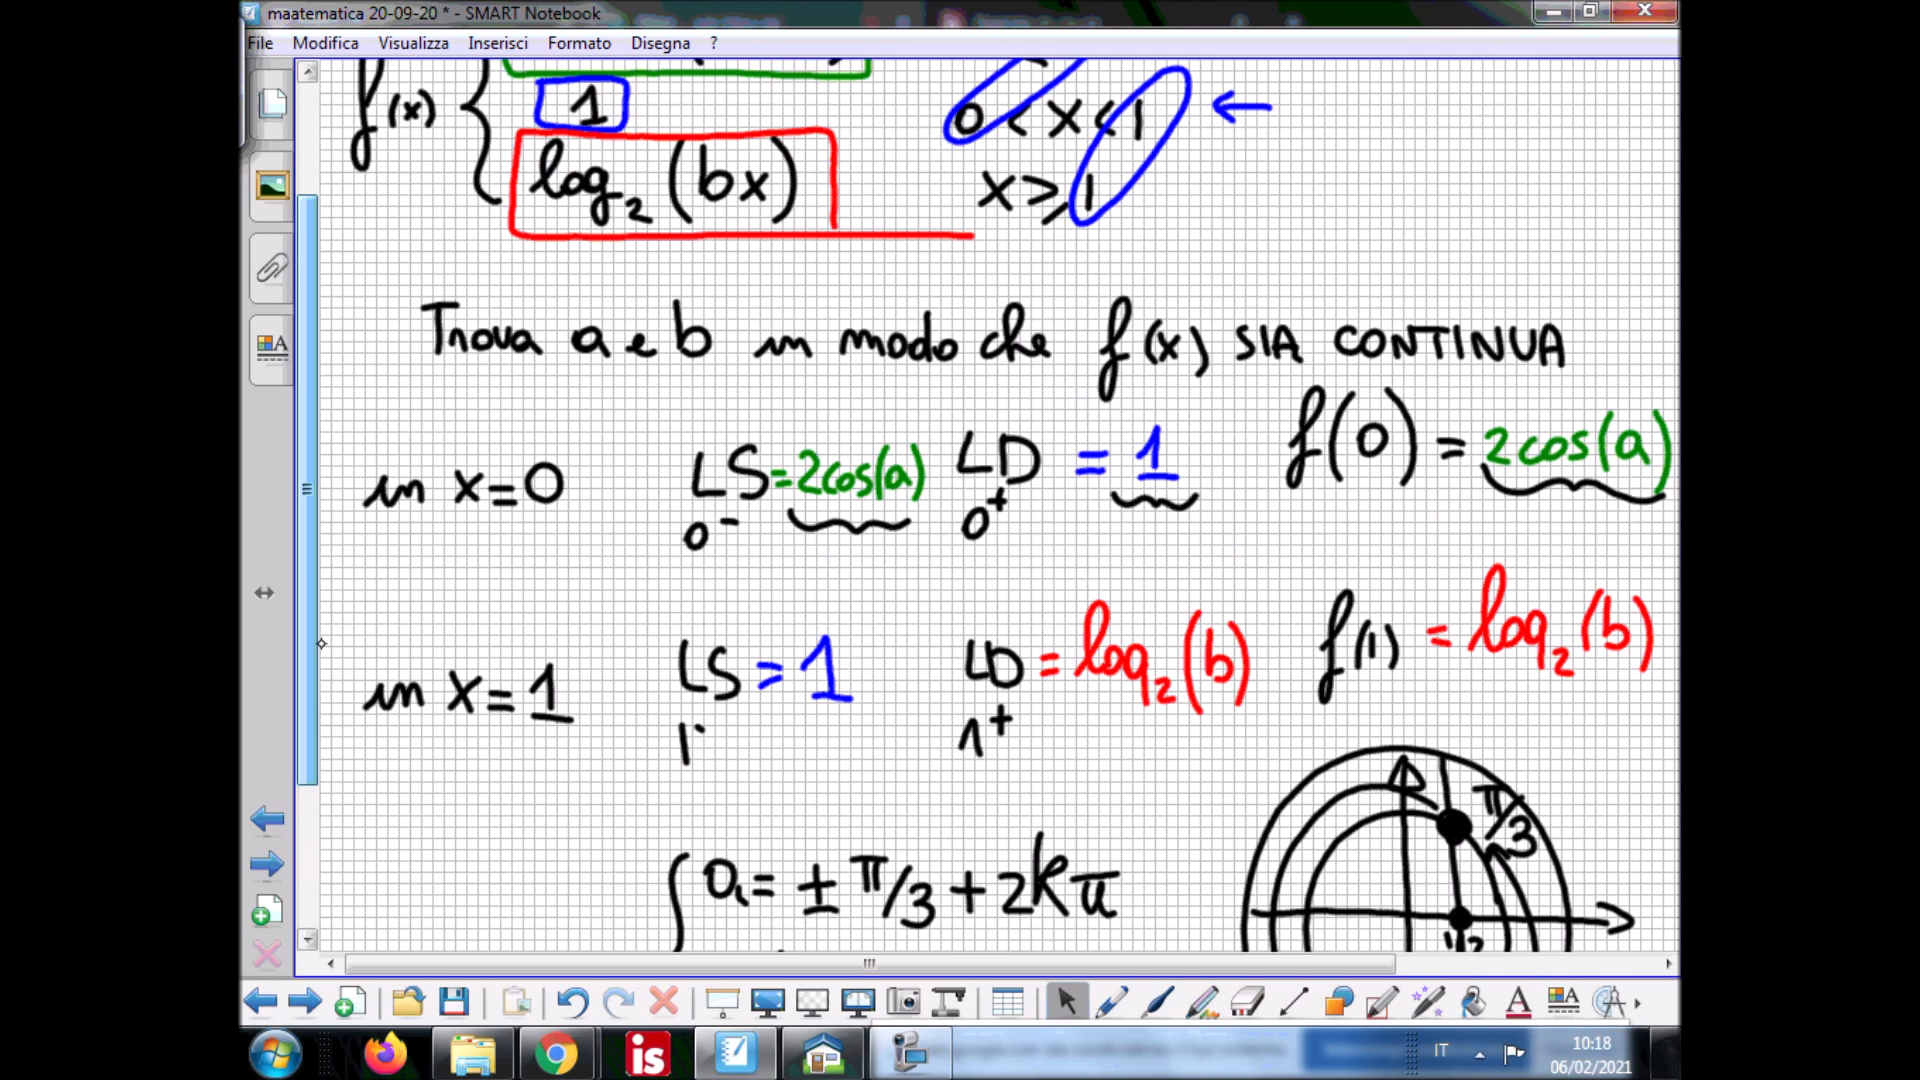 maatematica 20-09-20 * - SMART Notebook
File Modifica Visualizza Inserisci Formato Disegna ?
f(x) {
1 0 < x < 1 ←
log₂ (bx) x ⩾ 1
Trova a e b in modo che f(x) SIA CONTINUA
in x=0 LS = 2cos(a) LD = 1 f(0) = 2cos(a)
0⁻ 0⁺
in x = 1 LS = 1 LD = log₂(b) f(1) = log₂(b)
1⁻ 1⁺
π/3
{ a = ± π/3 + 2kπ
1/2
is
IT
10:18
06/02/2021